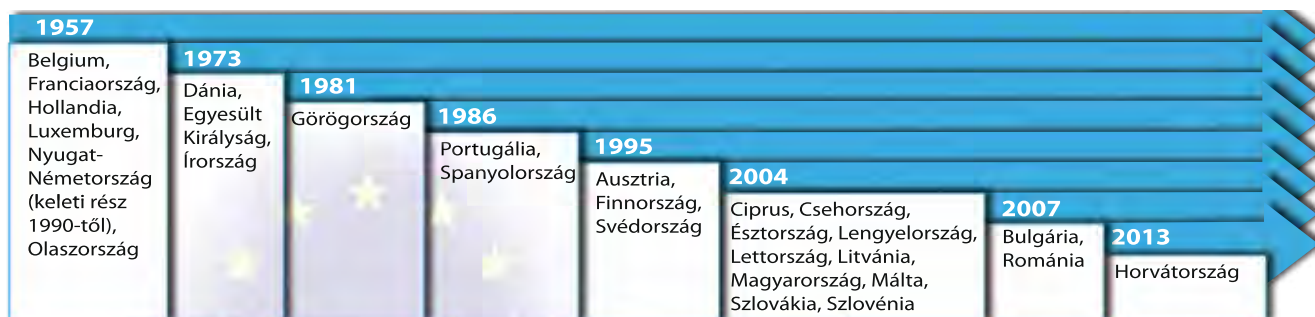 1957
Belgium,
Franciaország,
Hollandia,
Luxemburg,
Nyugat-
Németország
(keleti rész
1990-től),
Olaszország
1973
Dánia,
Egyesült
Királyság,
Írország
1981
Görögország
1986
Portugália,
Spanyolország
1995
Ausztria,
Finnország,
Svédország
2004
Ciprus, Csehország,
Észtország, Lengyelország,
Lettország, Litvánia,
Magyarország, Málta,
Szlovákia, Szlovénia
2007
Bulgária,
Románia
2013
Horvátország